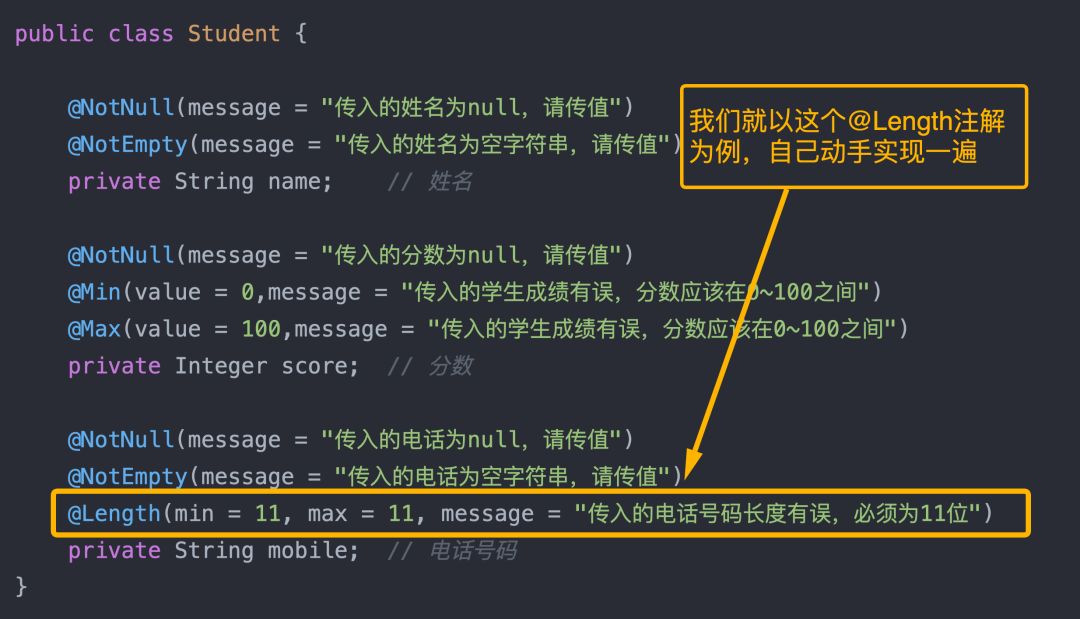 public class Student {
@NotNull(message = "传入的姓名为null，请传值")
@NotEmpty(message = "传入的姓名为空字符串，请传值")
private String name; // 姓名
我们就以这个@Length注解
为例，自己动手实现一遍
@NotNull(message = "传入的分数为null，请传值")
@Min(value = 0,message = "传入的学生成绩有误，分数应该在0~100之间")
@Max(value = 100,message = "传入的学生成绩有误，分数应该在0~100之间")
private Integer score; // 分数
@NotNull(message = "传入的电话为null，请传值")
@NotEmpty(message = "传入的电话为空字符串，请传值")
@Length(min = 11, max = 11, message = "传入的电话号码长度有误，必须为11位")
private String mobile; // 电话号码
}